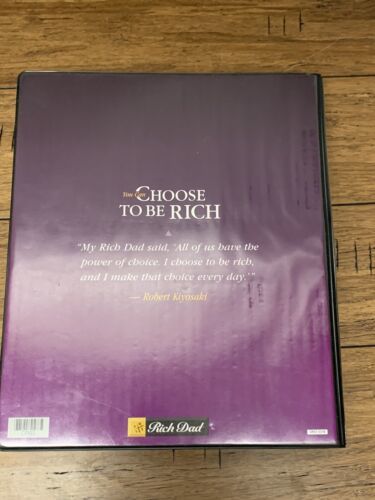 You Can CHOOSE
TO BE RICH
"My Rich Dad said, 'All of us have the
power of choice. I choose to be rich,
and I make that choice every day.'"
— Robert Kiyosaki
Rich Dad